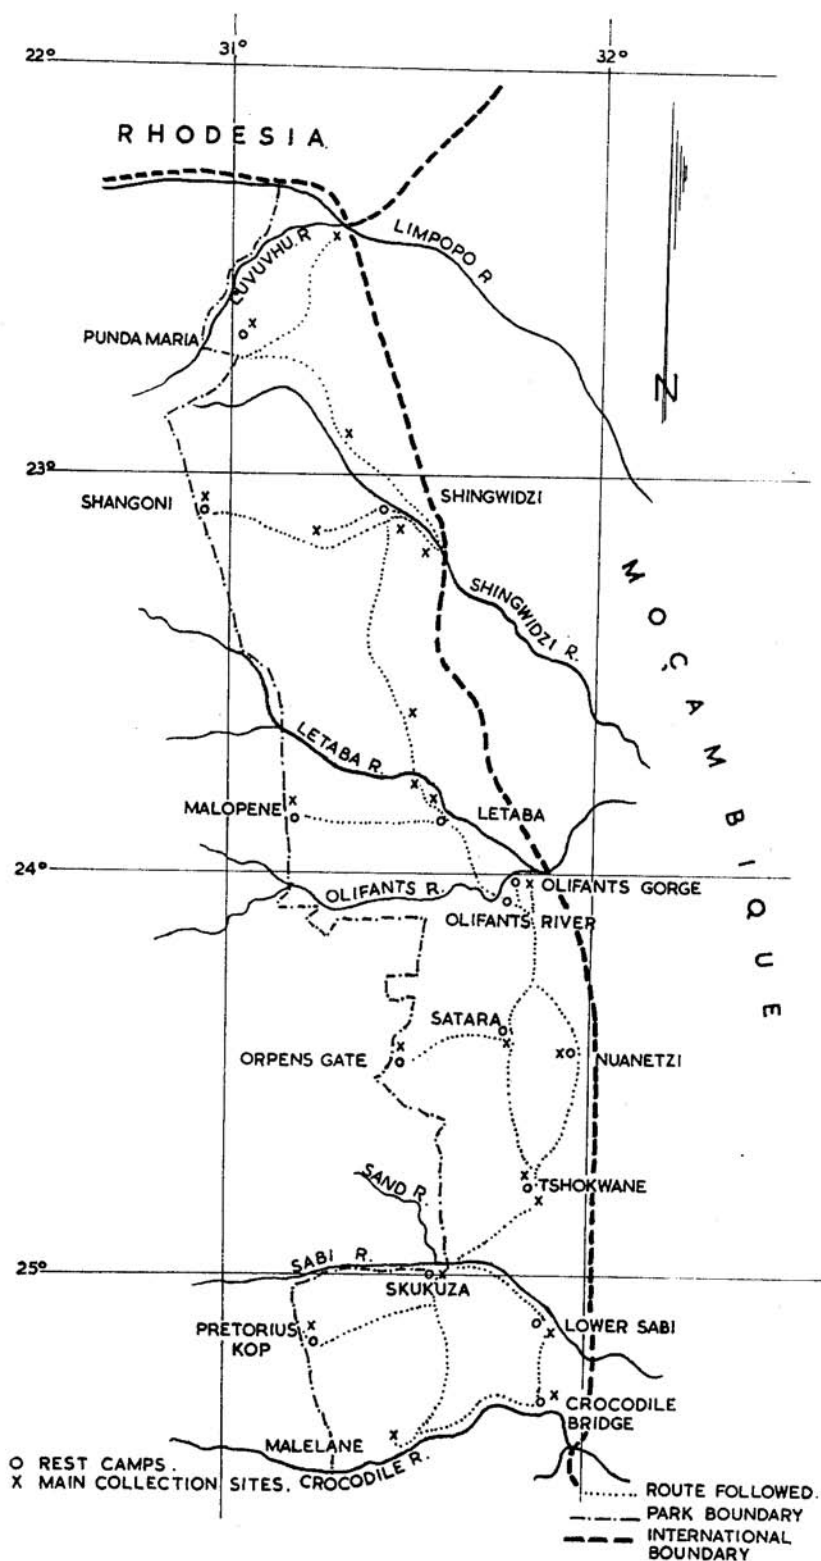 31°
32°
22°
RHODESIA
LIMPOPO R
LUVUVHU. R
PUNDA MARIA
N
23°
SHANGONI
SHINGWIDZI
SHINGWIDZI R.
MOÇAMBIQUE
LETABA R.
MALOPENE
LETABA
24°
OLIFANTS R.
OLIFANTS GORGE
OLIFANTS RIVER
SATARA
ORPENS GATE
NUANETZI
SAND R.
TSHOKWANE
SABI R.
25°
SKUKUZA
PRETORIUS
KOP
LOWER SABI
CROCODILE
BRIDGE
MALELANE
CROCODILE R.
O REST CAMPS.
X MAIN COLLECTION SITES.
ROUTE FOLLOWED.
PARK BOUNDARY
INTERNATIONAL
BOUNDARY